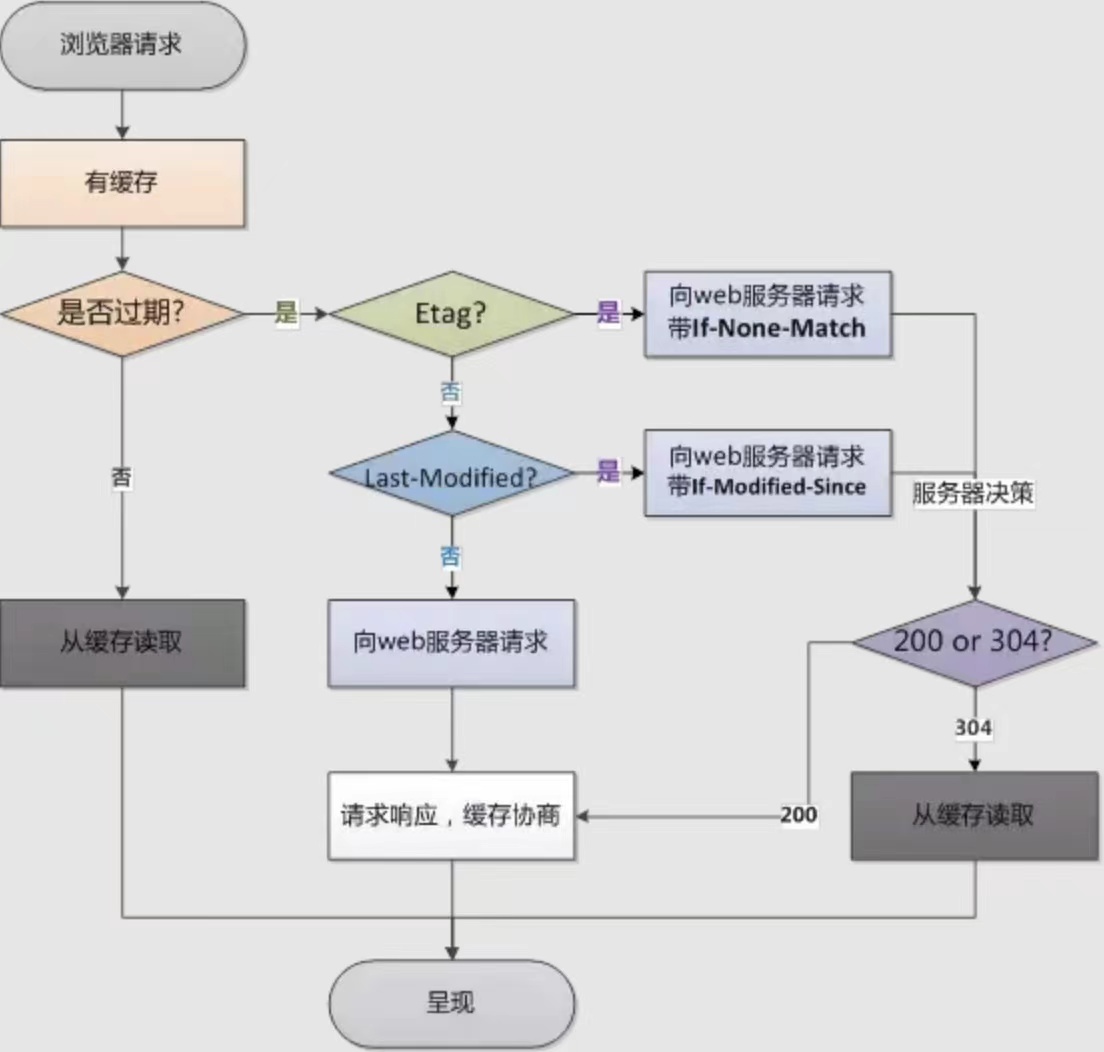 浏览器请求
有缓存
是否过期?
是
Etag?
是
向web服务器请求
带If-None-Match
否
否
Last-Modified?
是
向web服务器请求
带If-Modified-Since
服务器决策
否
从缓存读取
向web服务器请求
200 or 304?
304
请求响应，缓存协商
200
从缓存读取
呈现